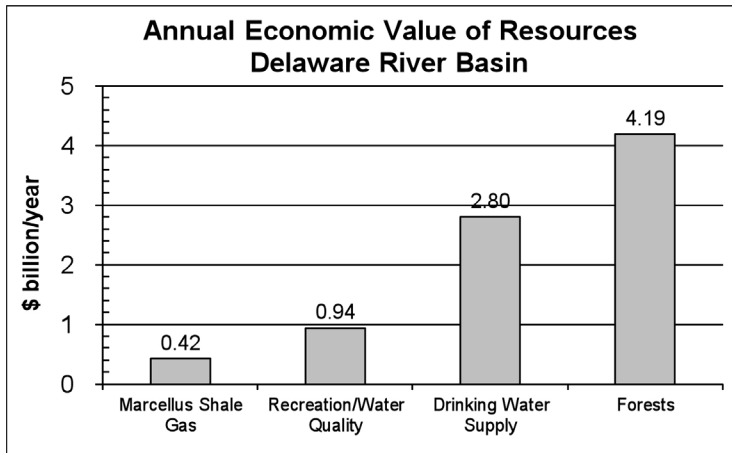 Annual Economic Value of Resources
Delaware River Basin
$ billion/year
5
4
3
2
1
0
0.42
0.94
2.80
4.19
Marcellus Shale
Gas
Recreation/Water
Quality
Drinking Water
Supply
Forests